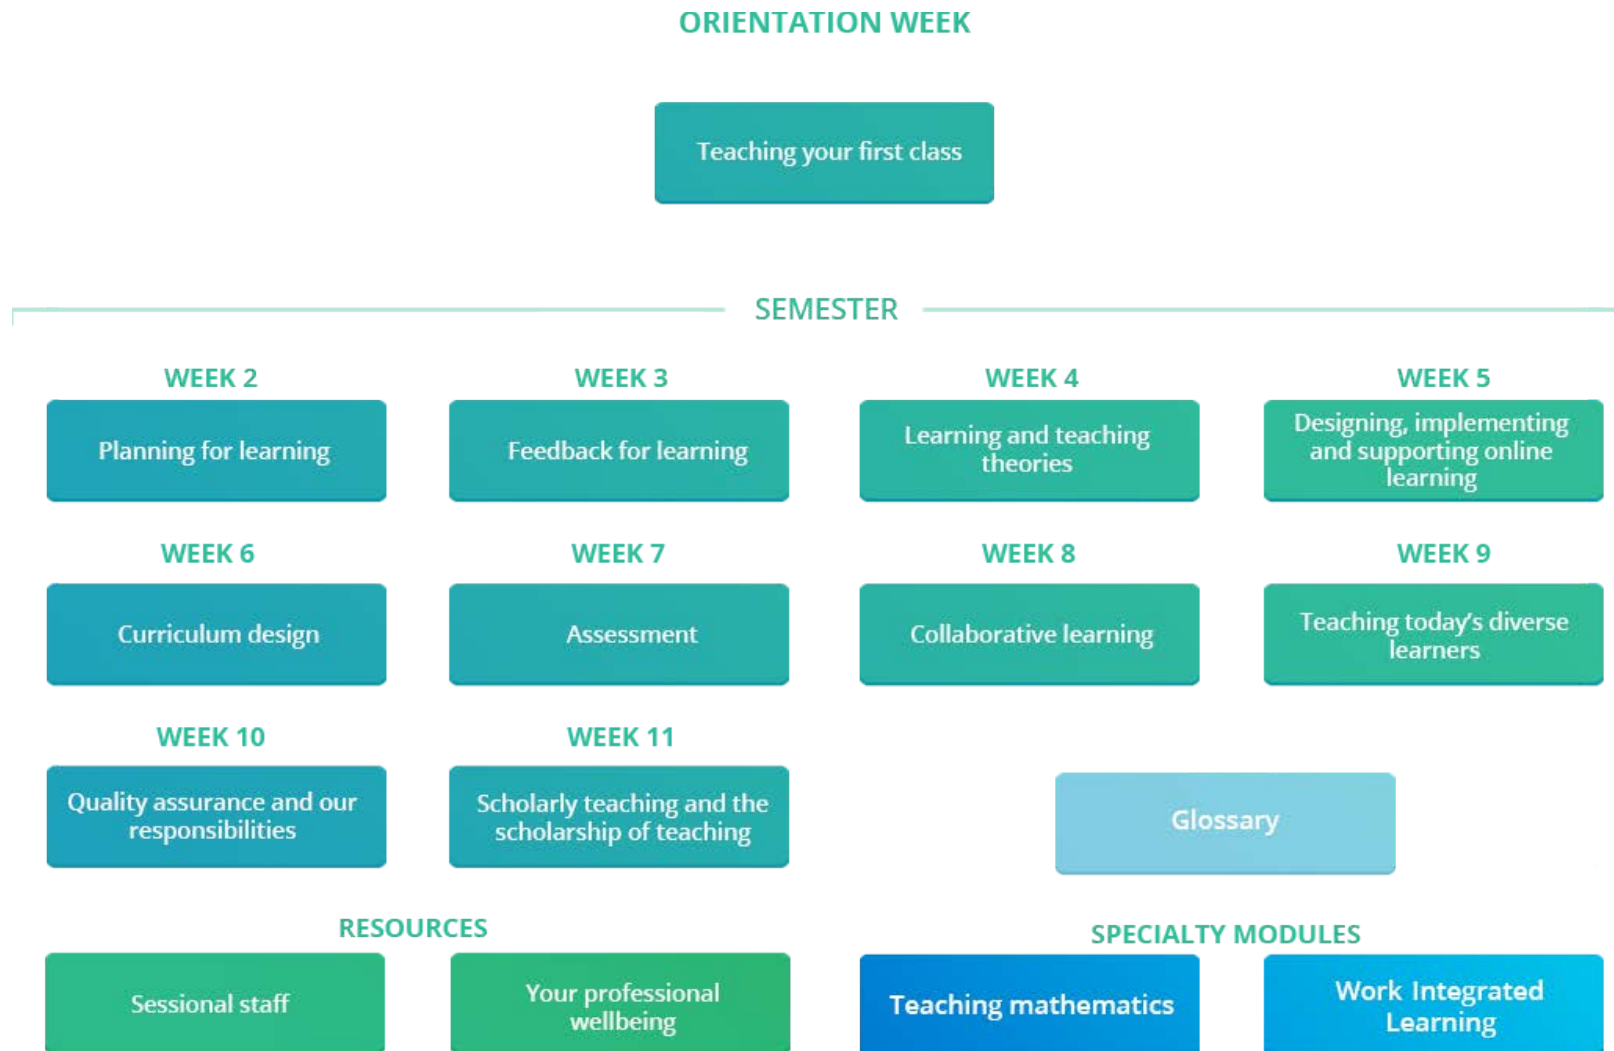 ORIENTATION WEEK
Teaching your first class
SEMESTER
WEEK 2
Planning for learning
WEEK 3
Feedback for learning
WEEK 4
Learning and teaching
theories
WEEK 5
Designing, implementing
and supporting online
learning
WEEK 6
Curriculum design
WEEK 7
Assessment
WEEK 8
Collaborative learning
WEEK 9
Teaching today's diverse
learners
WEEK 10
Quality assurance and our
responsibilities
WEEK 11
Scholarly teaching and the
scholarship of teaching
Glossary
RESOURCES
Sessional staff
Your professional
wellbeing
SPECIALTY MODULES
Teaching mathematics
Work Integrated
Learning